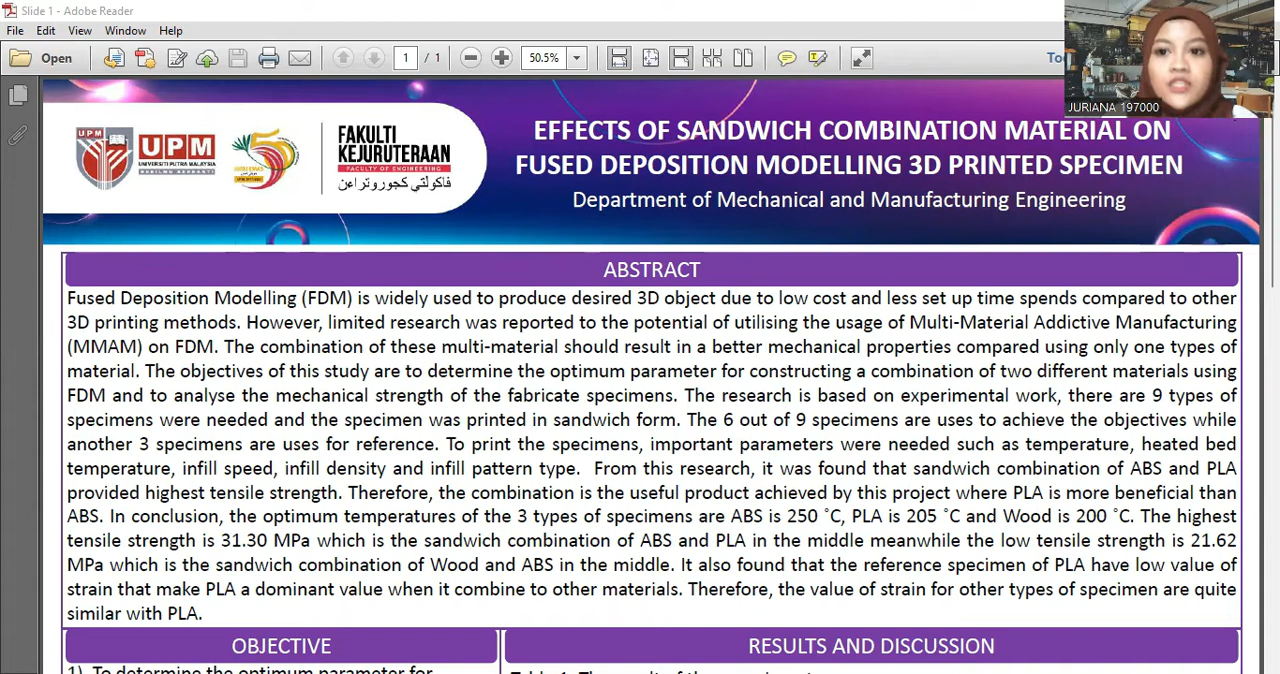 Slide 1 - Adobe Reader
File Edit View Window Help
Open 1 / 1 50.5%
JURIANA 197000
UPM
UPM
UNIVERSITI PUTRA MALAYSIA
BERILMU BERBAKTI
FAKULTI
KEJURUTERAAN
FACULTY OF ENGINEERING
فاكولتي كجوروتراءن
EFFECTS OF SANDWICH COMBINATION MATERIAL ON
FUSED DEPOSITION MODELLING 3D PRINTED SPECIMEN
Department of Mechanical and Manufacturing Engineering
ABSTRACT
Fused Deposition Modelling (FDM) is widely used to produce desired 3D object due to low cost and less set up time spends compared to other
3D printing methods. However, limited research was reported to the potential of utilising the usage of Multi-Material Addictive Manufacturing
(MMAM) on FDM. The combination of these multi-material should result in a better mechanical properties compared using only one types of
material. The objectives of this study are to determine the optimum parameter for constructing a combination of two different materials using
FDM and to analyse the mechanical strength of the fabricate specimens. The research is based on experimental work, there are 9 types of
specimens were needed and the specimen was printed in sandwich form. The 6 out of 9 specimens are uses to achieve the objectives while
another 3 specimens are uses for reference. To print the specimens, important parameters were needed such as temperature, heated bed
temperature, infill speed, infill density and infill pattern type. From this research, it was found that sandwich combination of ABS and PLA
provided highest tensile strength. Therefore, the combination is the useful product achieved by this project where PLA is more beneficial than
ABS. In conclusion, the optimum temperatures of the 3 types of specimens are ABS is 250 ˚C, PLA is 205 ˚C and Wood is 200 ˚C. The highest
tensile strength is 31.30 MPa which is the sandwich combination of ABS and PLA in the middle meanwhile the low tensile strength is 21.62
MPa which is the sandwich combination of Wood and ABS in the middle. It also found that the reference specimen of PLA have low value of
strain that make PLA a dominant value when it combine to other materials. Therefore, the value of strain for other types of specimen are quite
similar with PLA.
OBJECTIVE
RESULTS AND DISCUSSION
1) To determine the optimum parameter for